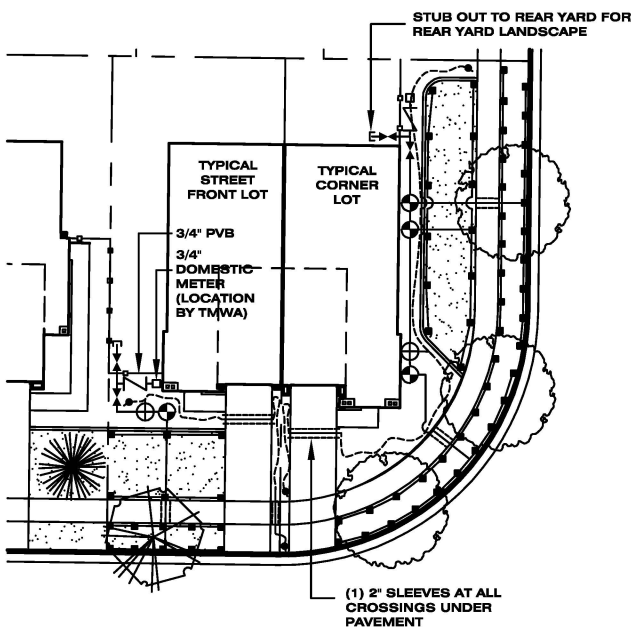 STUB OUT TO REAR YARD FOR
REAR YARD LANDSCAPE
TYPICAL
STREET
FRONT LOT
TYPICAL
CORNER
LOT
3/4" PVB
3/4"
DOMESTIC
METER
(LOCATION
BY TMWA)
(1) 2" SLEEVES AT ALL
CROSSINGS UNDER
PAVEMENT